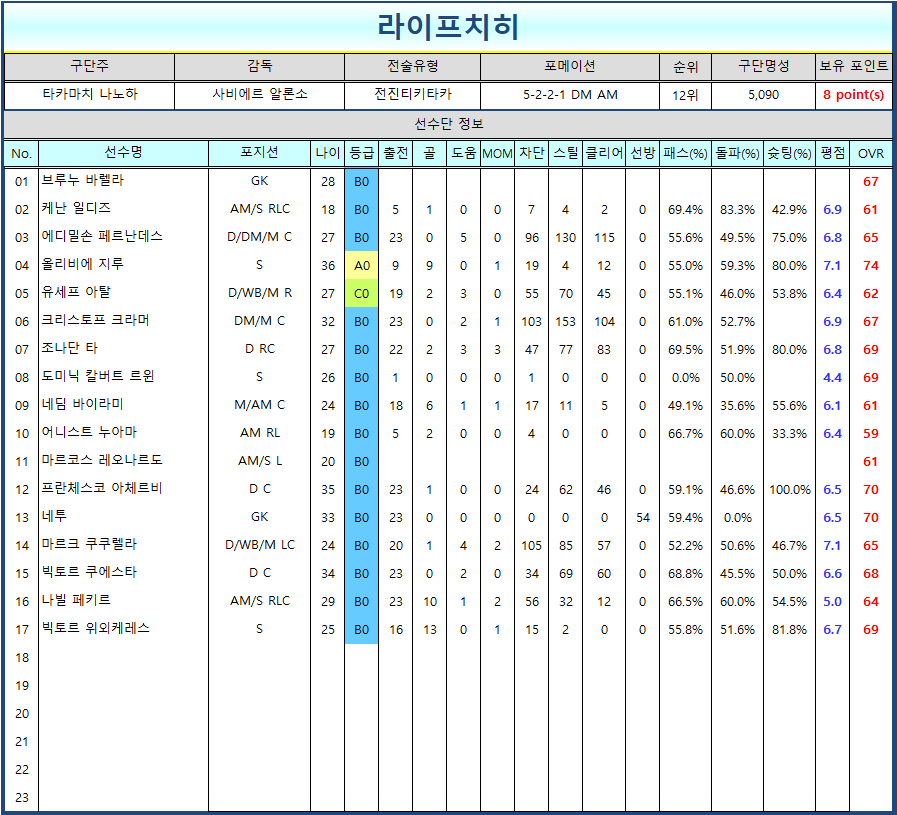 라이프치히
구단주 감독 전술유형 포메이션 순위 구단명성 보유 포인트
타카마치 나노하 사비에르 알론소 전진티키타카 5-2-2-1 DM AM 12위 5,090 8 point(s)
선수단 정보
No. 선수명 포지션 나이 등급 출전 골 도움 MOM 차단 스틸 클리어 선방 패스(%) 돌파(%) 슛팅(%) 평점 OVR
01 브루누 바렐라 GK 28 B0 67
02 케난 일디즈 AM/S RLC 18 B0 5 1 0 0 7 4 2 0 69.4% 83.3% 42.9% 6.9 61
03 에디밀손 페르난데스 D/DM/M C 27 B0 23 0 5 0 96 130 115 0 55.6% 49.5% 75.0% 6.8 65
04 올리비에 지루 S 36 A0 9 9 0 1 19 4 12 0 55.0% 59.3% 80.0% 7.1 74
05 유세프 아탈 D/WB/M R 27 C0 19 2 3 0 55 70 45 0 55.1% 46.0% 53.8% 6.4 62
06 크리스토프 크라머 DM/M C 32 B0 23 0 2 1 103 153 104 0 61.0% 52.7% 6.9 67
07 조나단 타 D RC 27 B0 22 2 3 3 47 77 83 0 69.5% 51.9% 80.0% 6.8 69
08 도미닉 칼버트 르윈 S 26 B0 1 0 0 0 1 0 0 0 0.0% 50.0% 4.4 69
09 네딤 바이라미 M/AM C 24 B0 18 6 1 1 17 11 5 0 49.1% 35.6% 55.6% 6.1 61
10 어니스트 누아마 AM RL 19 B0 5 2 0 0 4 0 0 0 66.7% 60.0% 33.3% 6.4 59
11 마르코스 레오나르도 AM/S L 20 B0 61
12 프란체스코 아체르비 D C 35 B0 23 1 0 0 24 62 46 0 59.1% 46.6% 100.0% 6.5 70
13 네투 GK 33 B0 23 0 0 0 0 0 0 54 59.4% 0.0% 6.5 70
14 마르크 쿠쿠렐라 D/WB/M LC 24 B0 20 1 4 2 105 85 57 0 52.2% 50.6% 46.7% 7.1 65
15 빅토르 쿠에스타 D C 34 B0 23 0 2 0 34 69 60 0 68.8% 45.5% 50.0% 6.6 68
16 나빌 페키르 AM/S RLC 29 B0 23 10 1 2 56 32 12 0 66.5% 60.0% 54.5% 5.0 64
17 빅토르 위외케레스 S 25 B0 16 13 0 1 15 2 0 0 55.8% 51.6% 81.8% 6.7 69
18
19
20
21
22
23